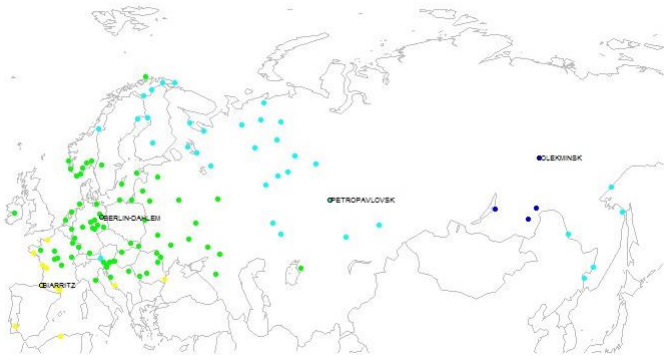 OLEKMINSK
PETROPAVLOVSK
BERLIN-DAHLEM
BIARRITZ